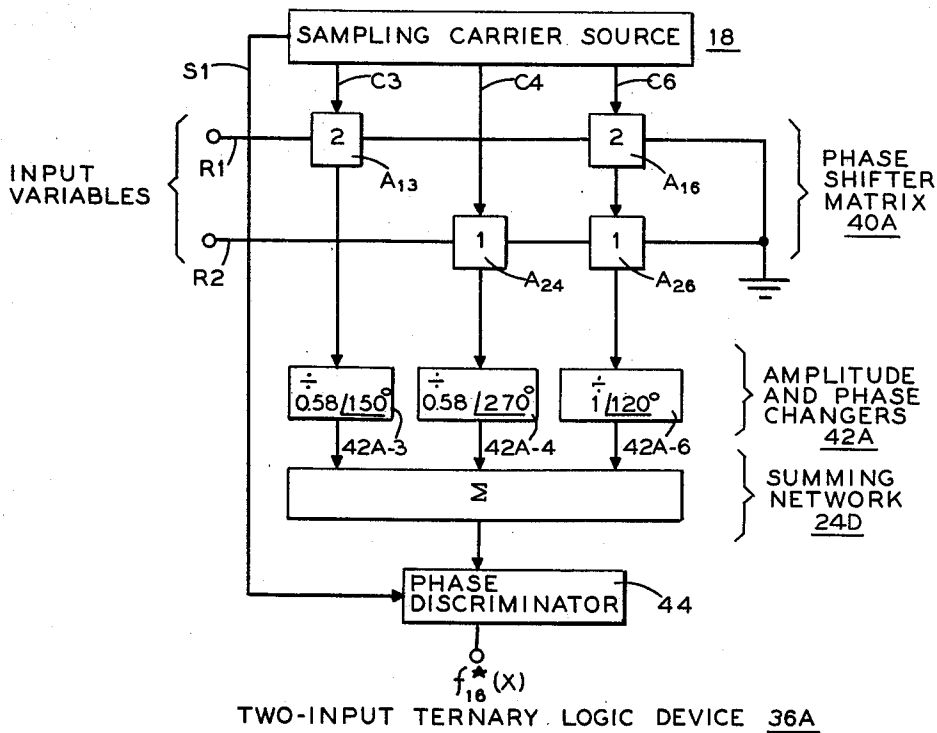 SAMPLING CARRIER SOURCE 18
S1
C3
C4
C6
INPUT
VARIABLES
R1
2
A13
2
A16
PHASE
SHIFTER
MATRIX
40A
R2
1
A24
1
A26
÷
0.58/150°
÷
0.58/270°
÷
1/120°
AMPLITUDE
AND PHASE
CHANGERS
42A
42A-3
42A-4
42A-6
Σ
SUMMING
NETWORK
24D
PHASE
DISCRIMINATOR
44
f*16(X)
TWO-INPUT TERNARY LOGIC DEVICE 36A